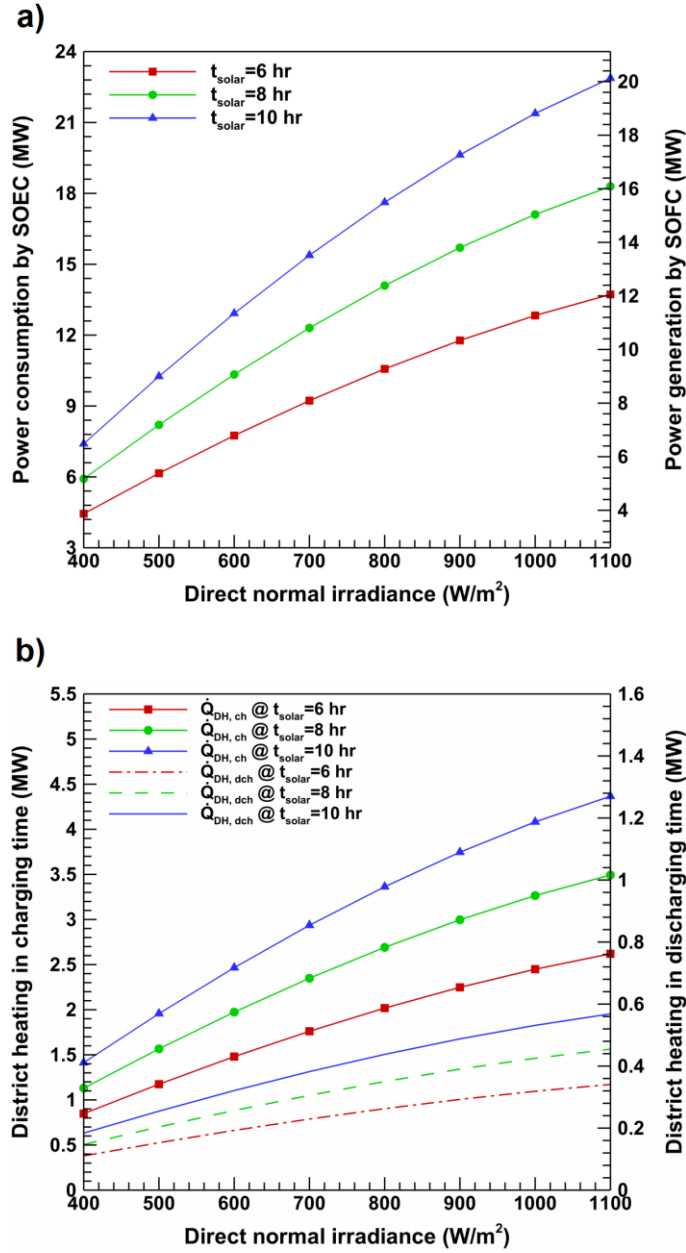 a)
24
21
18
15
12
9
6
3
Power consumption by SOEC (MW)
t_solar=6 hr
t_solar=8 hr
t_solar=10 hr
20
18
16
14
12
10
8
6
4
Power generation by SOFC (MW)
400 500 600 700 800 900 1000 1100
Direct normal irradiance (W/m²)
b)
5.5
5
4.5
4
3.5
3
2.5
2
1.5
1
0.5
0
District heating in charging time (MW)
Q̇_DH, ch @ t_solar=6 hr
Q̇_DH, ch @ t_solar=8 hr
Q̇_DH, ch @ t_solar=10 hr
Q̇_DH, dch @ t_solar=6 hr
Q̇_DH, dch @ t_solar=8 hr
Q̇_DH, dch @ t_solar=10 hr
1.6
1.4
1.2
1
0.8
0.6
0.4
0.2
0
District heating in discharging time (MW)
400 500 600 700 800 900 1000 1100
Direct normal irradiance (W/m²)